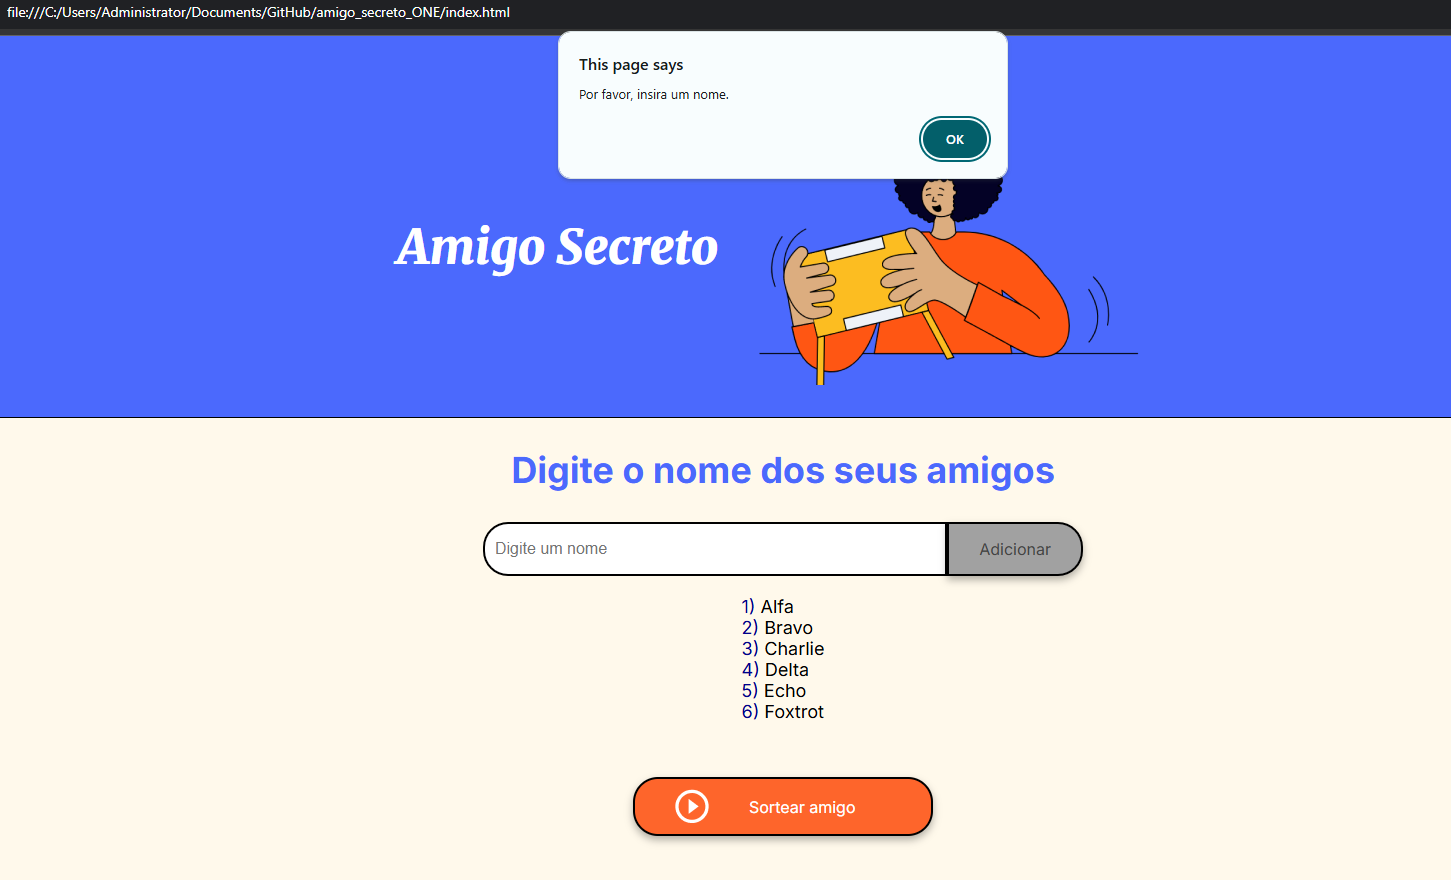 file:///C:/Users/Administrator/Documents/GitHub/amigo_secreto_ONE/index.html
This page says
Por favor, insira um nome.
OK
Amigo Secreto
Digite o nome dos seus amigos
Digite um nome
Adicionar
1) Alfa
2) Bravo
3) Charlie
4) Delta
5) Echo
6) Foxtrot
Sortear amigo